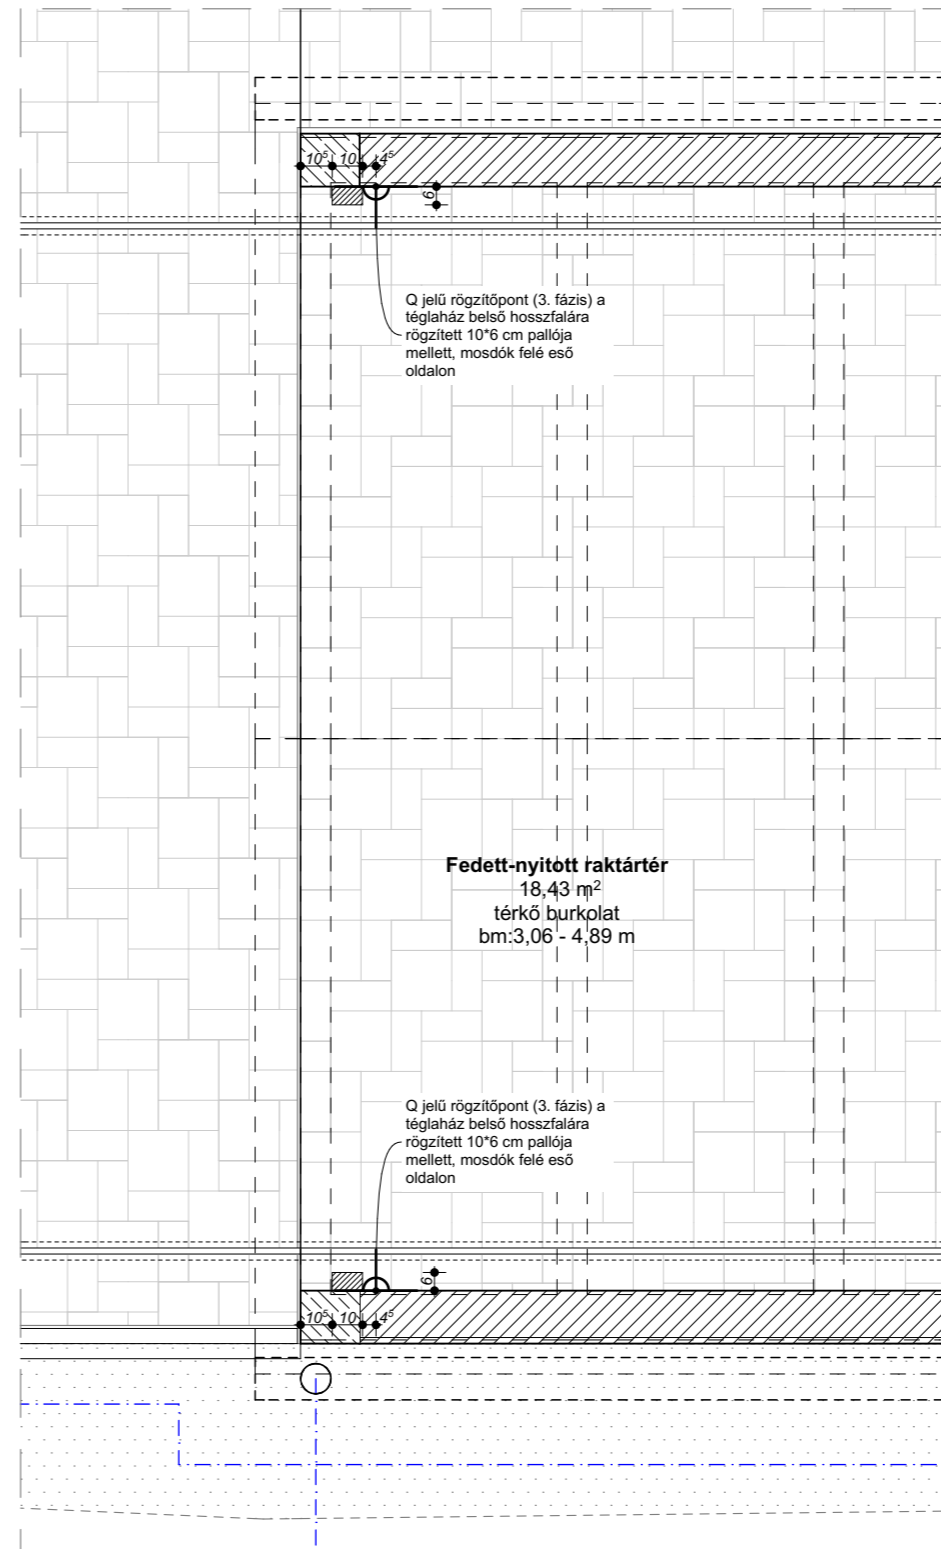 10⁵ 10 4⁵
6
Q jelű rögzítőpont (3. fázis) a
téglaház belső hosszfalára
rögzített 10*6 cm pallója
mellett, mosdók felé eső
oldalon
Fedett-nyitott raktártér
18,43 m²
térkő burkolat
bm:3,06 - 4,89 m
Q jelű rögzítőpont (3. fázis) a
téglaház belső hosszfalára
rögzített 10*6 cm pallója
mellett, mosdók felé eső
oldalon
6
10⁵ 10 4⁵